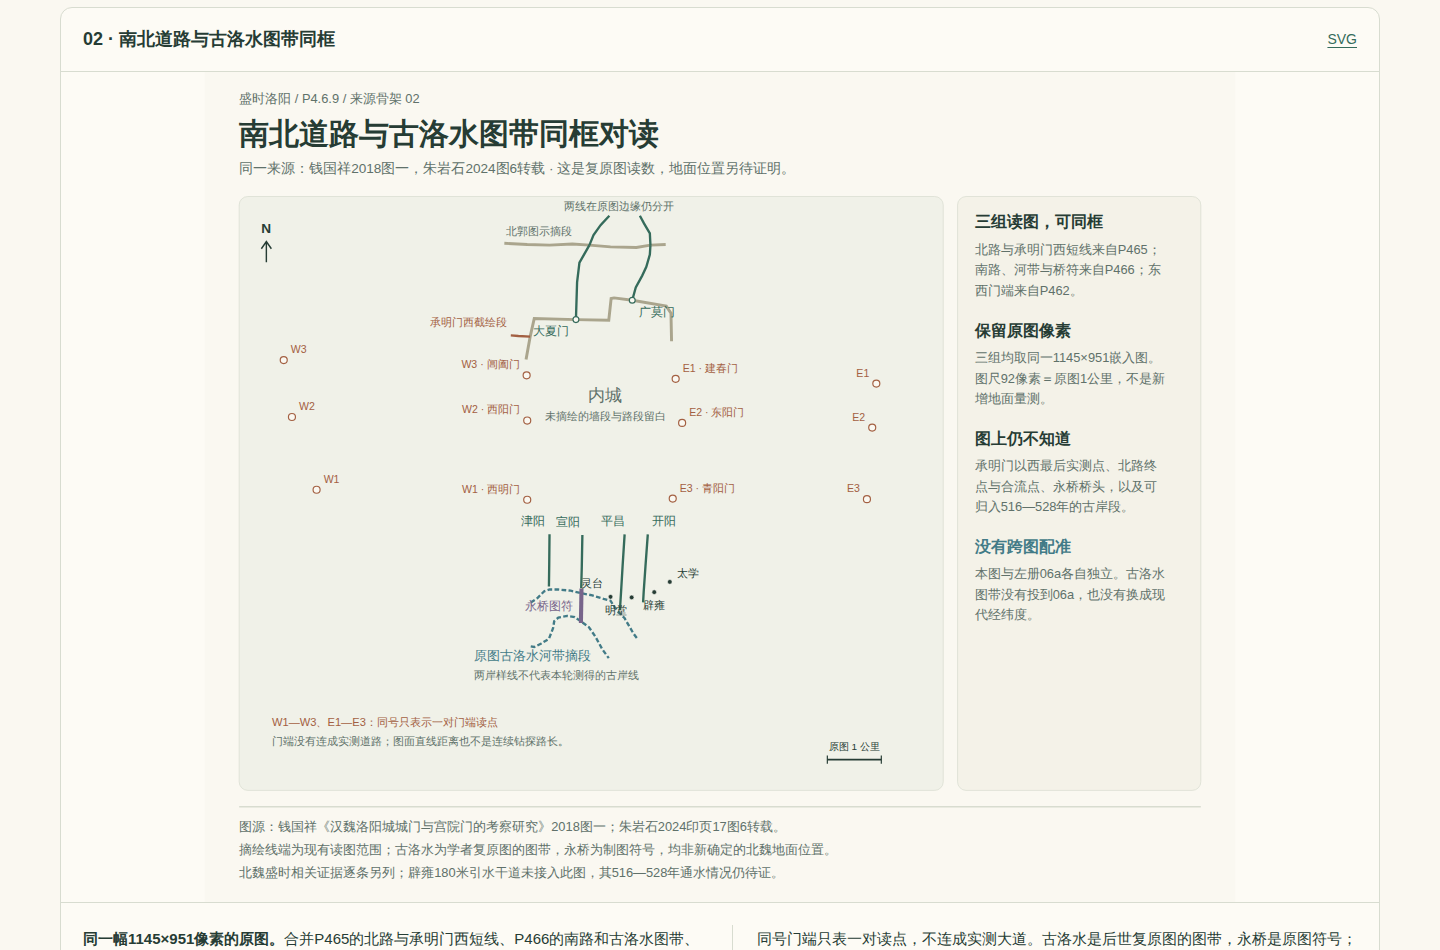 02 · 南北道路与古洛水图带同框
SVG
盛时洛阳 / P4.6.9 / 来源骨架 02
南北道路与古洛水图带同框对读
同一来源：钱国祥2018图一，朱岩石2024图6转载 · 这是复原图读数，地面位置另待证明。
两线在原图边缘仍分开
N
北郭图示摘段
广莫门
承明门西截绘段
大夏门
W3
W3 · 阊阖门
E1 · 建春门
E1
内城
W2
W2 · 西阳门
未摘绘的墙段与路段留白
E2 · 东阳门
E2
W1
W1 · 西明门
E3 · 青阳门
E3
津阳
宣阳
平昌
开阳
太学
灵台
永桥图符
明堂
辟雍
原图古洛水河带摘段
两岸样线不代表本轮测得的古岸线
W1—W3、E1—E3：同号只表示一对门端读点
门端没有连成实测道路；图面直线距离也不是连续钻探路长。
原图 1 公里
三组读图，可同框
北路与承明门西短线来自P465；
南路、河带与桥符来自P466；东
西门端来自P462。
保留原图像素
三组均取同一1145×951嵌入图。
图尺92像素＝原图1公里，不是新
增地面量测。
图上仍不知道
承明门以西最后实测点、北路终
点与合流点、永桥桥头，以及可
归入516—528年的古岸段。
没有跨图配准
本图与左册06a各自独立。古洛水
图带没有投到06a，也没有换成现
代经纬度。
图源：钱国祥《汉魏洛阳城城门与宫院门的考察研究》2018图一；朱岩石2024印页17图6转载。
摘绘线端为现有读图范围；古洛水为学者复原图的图带，永桥为制图符号，均非新确定的北魏地面位置。
北魏盛时相关证据逐条另列；辟雍180米引水干道未接入此图，其516—528年通水情况仍待证。
同一幅1145×951像素的原图。合并P465的北路与承明门西短线、P466的南路和古洛水图带、
同号门端只表一对读点，不连成实测大道。古洛水是后世复原图的图带，永桥是原图符号；